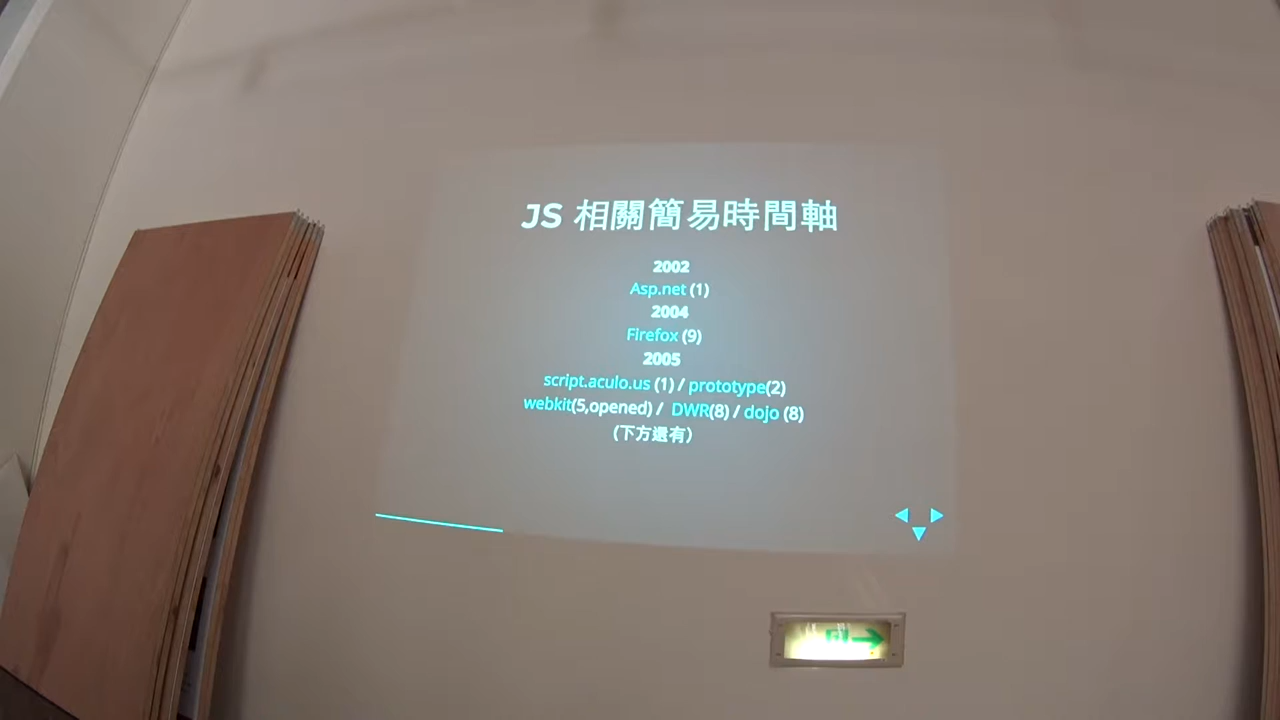 JS 相關簡易時間軸
2002
Asp.net (1)
2004
Firefox (9)
2005
script.aculo.us (1) / prototype(2)
webkit(5,opened) / DWR(8) / dojo (8)
(下方還有)